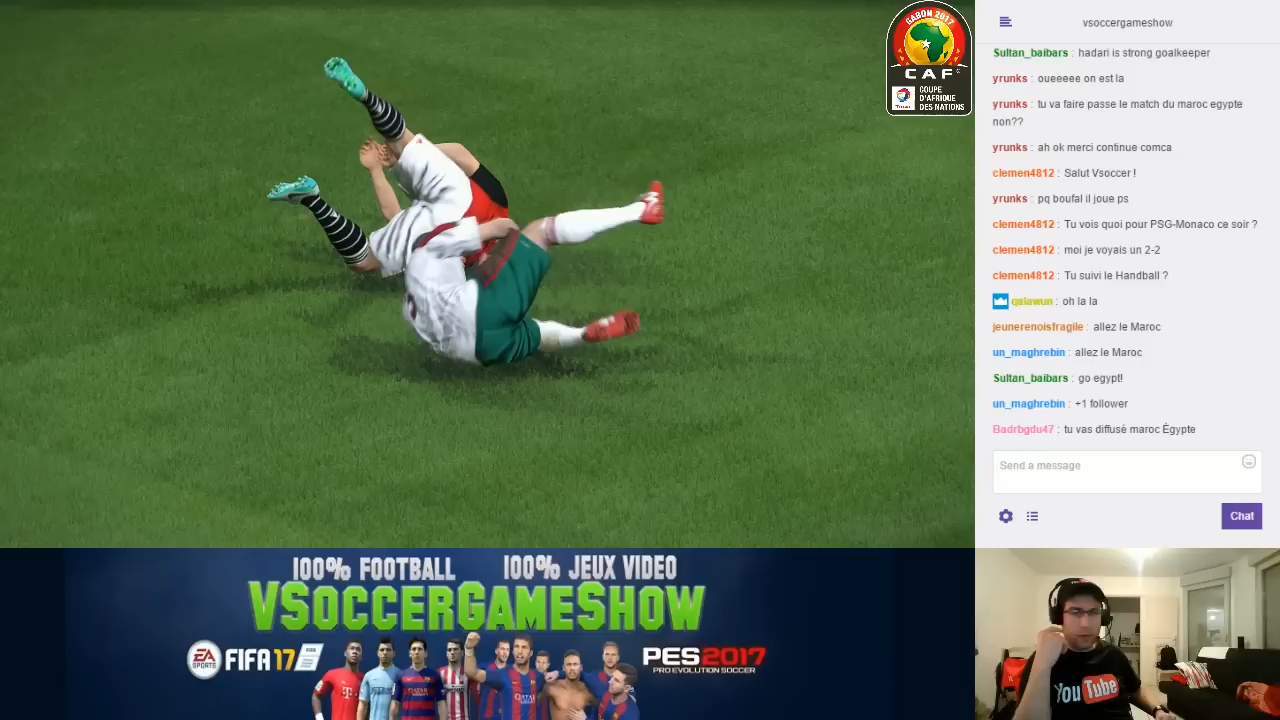 GABON 2017
CAF
TOTAL
COUPE
D'AFRIQUE
DES NATIONS
vsoccergameshow
Sultan_baibars : hadari is strong goalkeeper
yrunks : oueeeee on est la
yrunks : tu va faire passe le match du maroc egypte
non??
yrunks : ah ok merci continue comca
clemen4812 : Salut Vsoccer !
yrunks : pq boufal il joue ps
clemen4812 : Tu vois quoi pour PSG-Monaco ce soir ?
clemen4812 : moi je voyais un 2-2
clemen4812 : Tu suivi le Handball ?
qalawun : oh la la
jeunerenoisfragile : allez le Maroc
un_maghrebin : allez le Maroc
Sultan_baibars : go egypt!
un_maghrebin : +1 follower
Badrbgdu47 : tu vas diffusé maroc Égypte
Send a message
Chat
100% FOOTBALL 100% JEUX VIDEO
VSOCCERGAMESHOW
EA SPORTS FIFA 17
PES 2017
PRO EVOLUTION SOCCER
YouTube